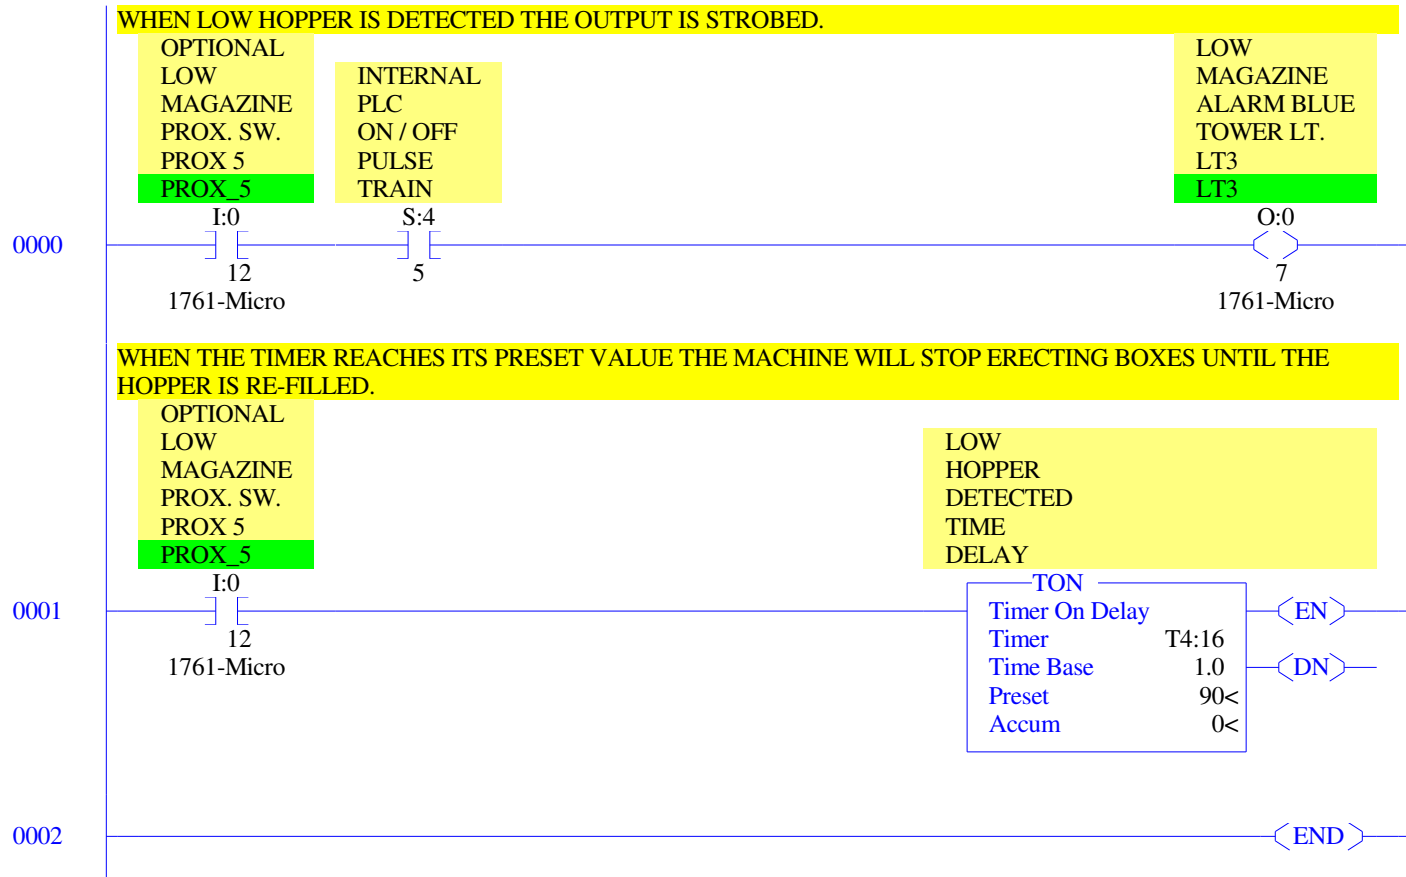 WHEN LOW HOPPER IS DETECTED THE OUTPUT IS STROBED.
OPTIONAL
LOW
MAGAZINE
PROX. SW.
PROX 5
PROX_5
I:0
12
1761-Micro
INTERNAL
PLC
ON / OFF
PULSE
TRAIN
S:4
5
LOW
MAGAZINE
ALARM BLUE
TOWER LT.
LT3
LT3
O:0
7
1761-Micro
0000
WHEN THE TIMER REACHES ITS PRESET VALUE THE MACHINE WILL STOP ERECTING BOXES UNTIL THE
HOPPER IS RE-FILLED.
OPTIONAL
LOW
MAGAZINE
PROX. SW.
PROX 5
PROX_5
I:0
12
1761-Micro
LOW
HOPPER
DETECTED
TIME
DELAY
0001
TON
Timer On Delay
Timer T4:16
Time Base 1.0
Preset 90<
Accum 0<
EN
DN
0002
END